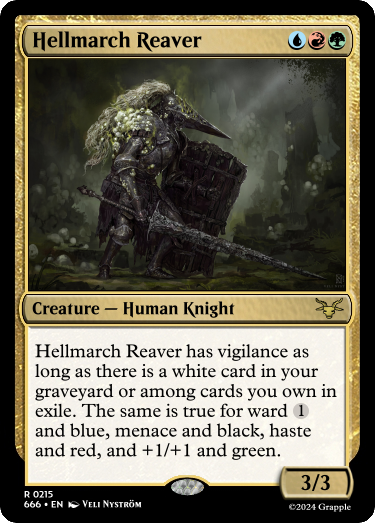 Hellmarch Reaver
Creature — Human Knight
Hellmarch Reaver has vigilance as
long as there is a white card in your
graveyard or among cards you own in
exile. The same is true for ward 1
and blue, menace and black, haste
and red, and +1/+1 and green.
3/3
R 0215
666 • EN Veli Nyström
©2024 Grapple